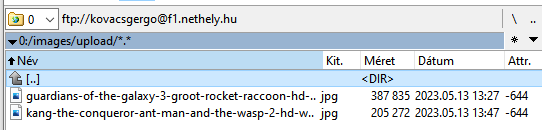 0 ftp://kovacsgergo@f1.nethely.hu \ ..
0:/images/upload/*.* * ▼
↑Név Kit. Méret Dátum Attr.
[..] <DIR>
guardians-of-the-galaxy-3-groot-rocket-raccoon-hd-.. jpg 387 835 2023.05.13 13:27 -644
kang-the-conqueror-ant-man-and-the-wasp-2-hd-w.. jpg 205 272 2023.05.13 13:47 -644